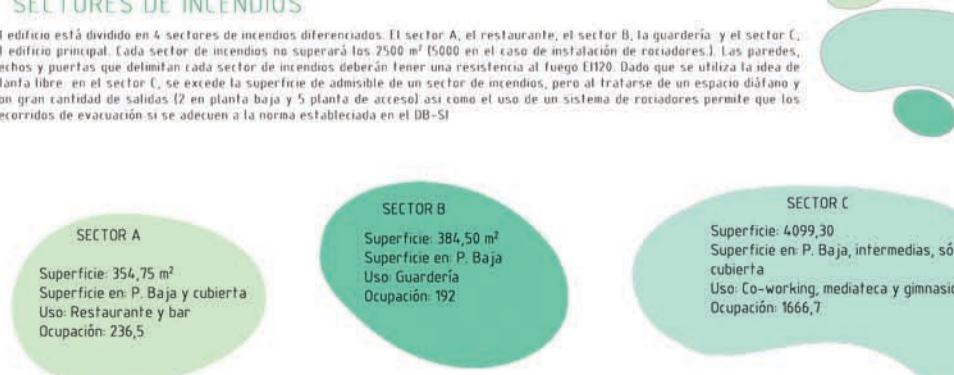 SECTORES DE INCENDIOS
l edificio está dividido en 4 sectores de incendios diferenciados. El sector A, el restaurante, el sector B, la guardería y el sector C,
l edificio principal. Cada sector de incendios no superará los 2500 m² (5000 en el caso de instalación de rociadores.). Las paredes,
echos y puertas que delimitan cada sector de incendios deberán tener una resistencia al fuego EI120. Dado que se utiliza la idea de
lanta libre en el sector C, se excede la superficie de admisible de un sector de incendios, pero al tratarse de un espacio diáfano y
on gran cantidad de salidas (2 en planta baja y 5 planta de acceso) asi como el uso de un sistema de rociadores permite que los
ecorridos de evacuación si se adecuen a la norma estableciada en el DB-SI
SECTOR A
Superficie: 354,75 m²
Superficie en: P. Baja y cubierta
Uso: Restaurante y bar
Ocupación: 236,5
SECTOR B
Superficie: 384,50 m²
Superficie en: P. Baja
Uso: Guardería
Ocupación: 192
SECTOR C
Superficie: 4099,30
Superficie en: P. Baja, intermedias, só
cubierta
Uso: Co-working, mediateca y gimnasio
Ocupación: 1666,7